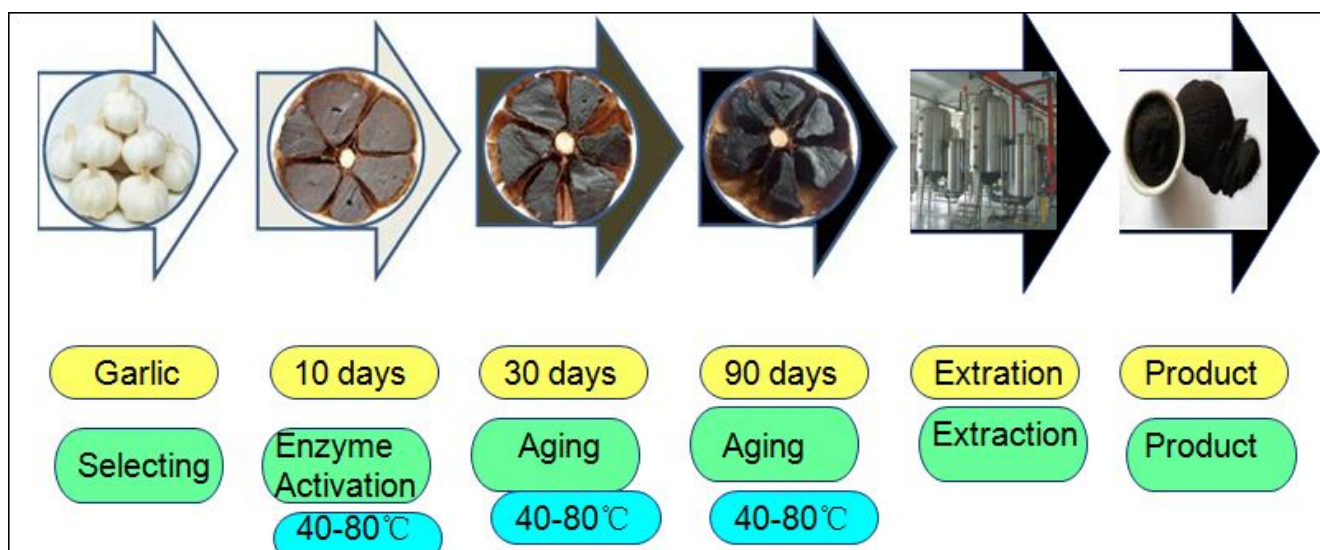 Garlic
10 days
30 days
90 days
Extration
Product
Selecting
Enzyme
Activation
Aging
Aging
Extraction
Product
40-80℃
40-80℃
40-80℃